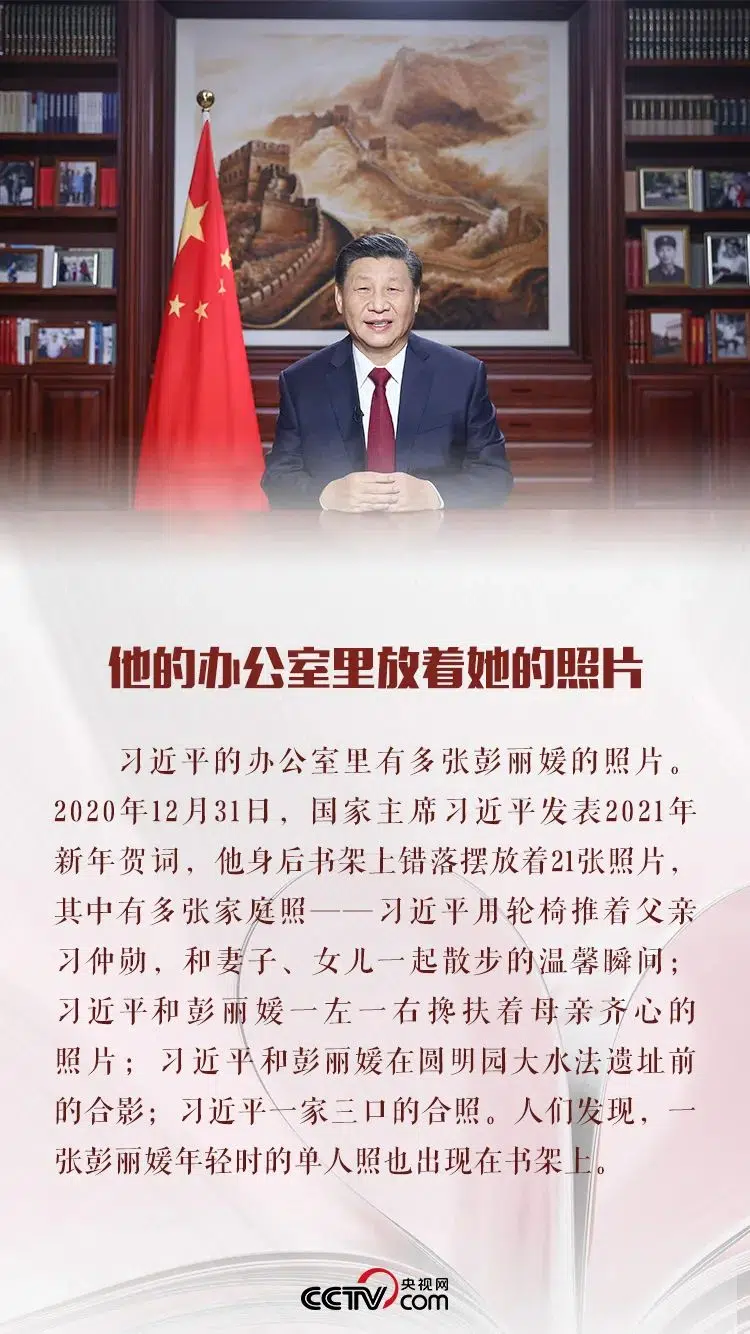 他的办公室里放着她的照片
习近平的办公室里有多张彭丽媛的照片。
2020年12月31日，国家主席习近平发表2021年
新年贺词，他身后书架上错落摆放着21张照片，
其中有多张家庭照——习近平用轮椅推着父亲
习仲勋，和妻子、女儿一起散步的温馨瞬间；
习近平和彭丽媛一左一右搀扶着母亲齐心的
照片；习近平和彭丽媛在圆明园大水法遗址前
的合影；习近平一家三口的合照。人们发现，一
张彭丽媛年轻时的单人照也出现在书架上。
CCTV 央视网
com